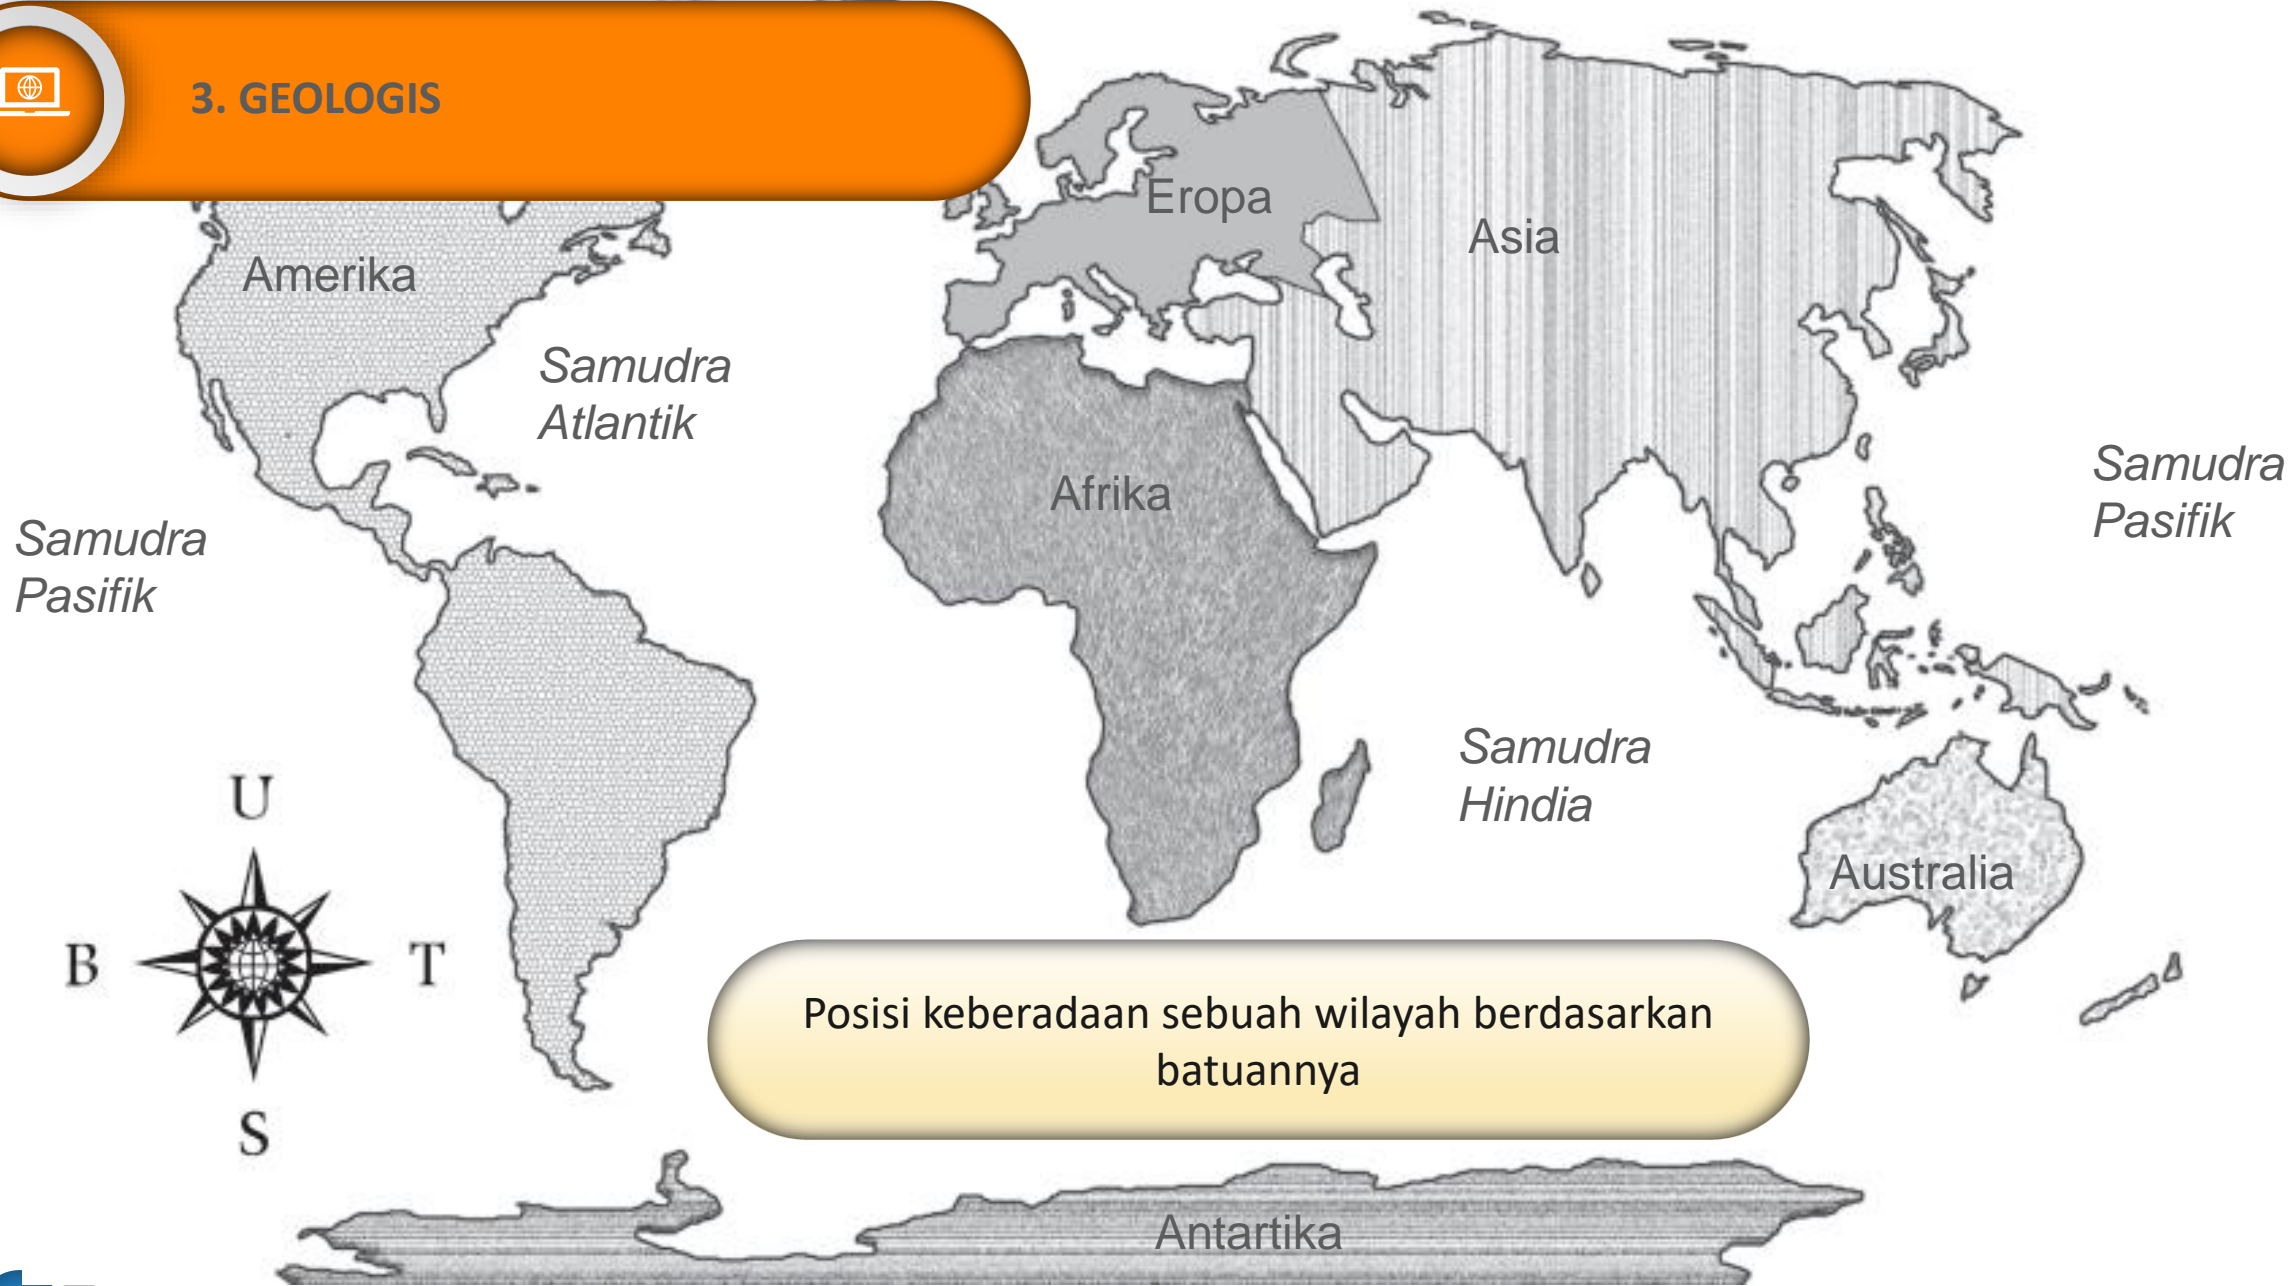 3. GEOLOGIS
Eropa
Asia
Amerika
Samudra
Atlantik
Afrika
Samudra
Pasifik
Samudra
Pasifik
Samudra
Hindia
U
Australia
B
T
Posisi keberadaan sebuah wilayah berdasarkan
batuannya
S
Antartika